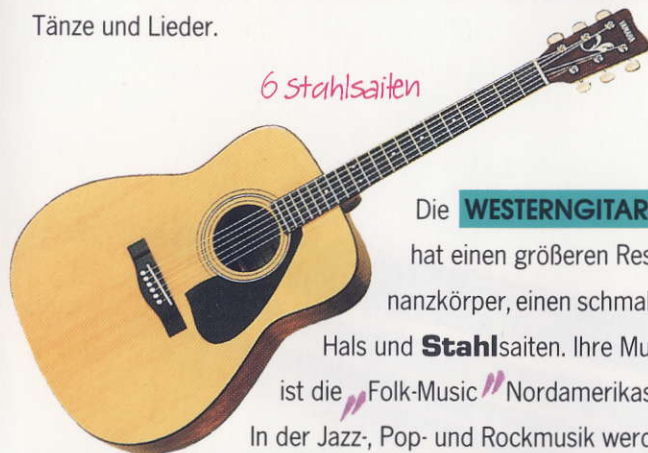 Tänze und Lieder.
6 Stahlsaiten
YAMAHA
Die WESTERNGITAR
hat einen größeren Res
nanzkörper, einen schmal
Hals und Stahlsaiten. Ihre Mu
ist die „Folk-Music" Nordamerikas
In der Jazz-, Pop- und Rockmusik werd